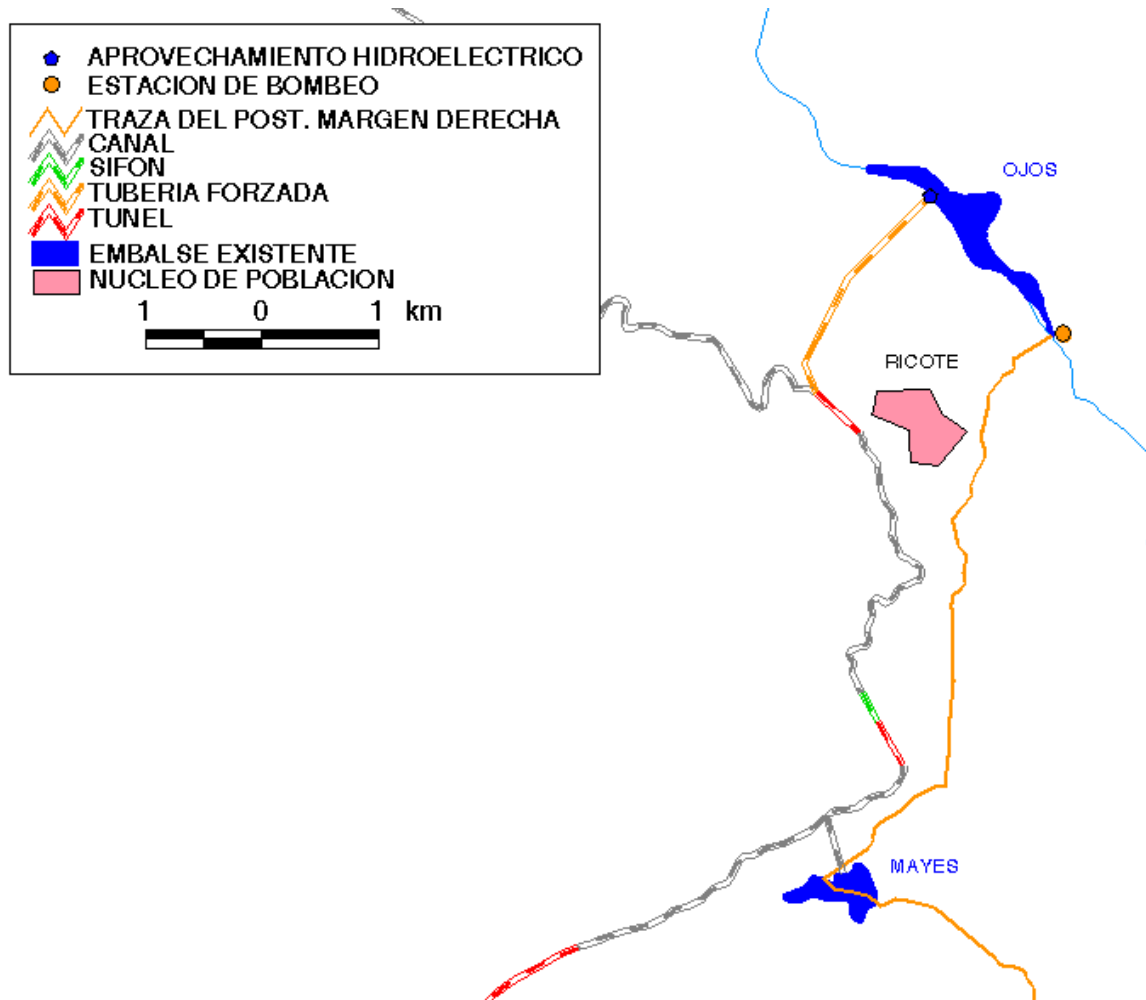 APROVECHAMIENTO HIDROELECTRICO
ESTACION DE BOMBEO
TRAZA DEL POST. MARGEN DERECHA
CANAL
SIFON
TUBERIA FORZADA
TUNEL
EMBALSE EXISTENTE
NUCLEO DE POBLACION
1 0 1 km
OJOS
RICOTE
MAYES